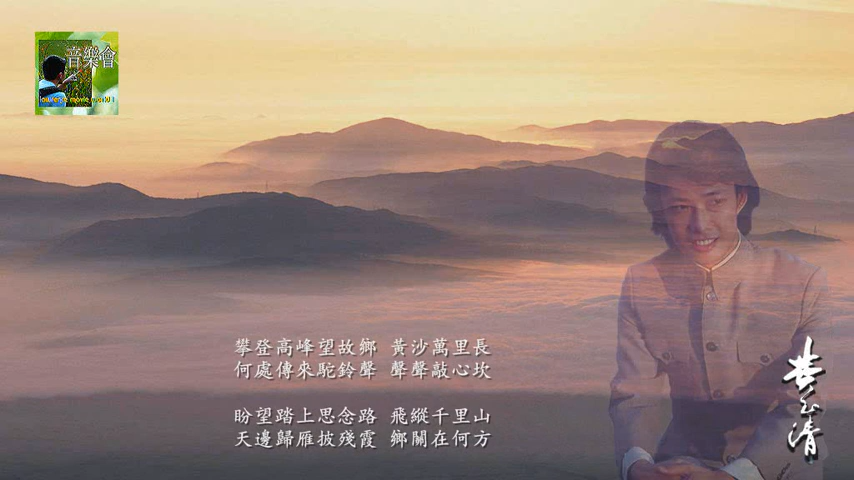 音樂會
攀登高峰望故鄉 黃沙萬里長
何處傳來駝鈴聲 聲聲敲心坎
盼望踏上思念路 飛縱千里山
天邊歸雁披殘霞 鄉關在何方
費玉清